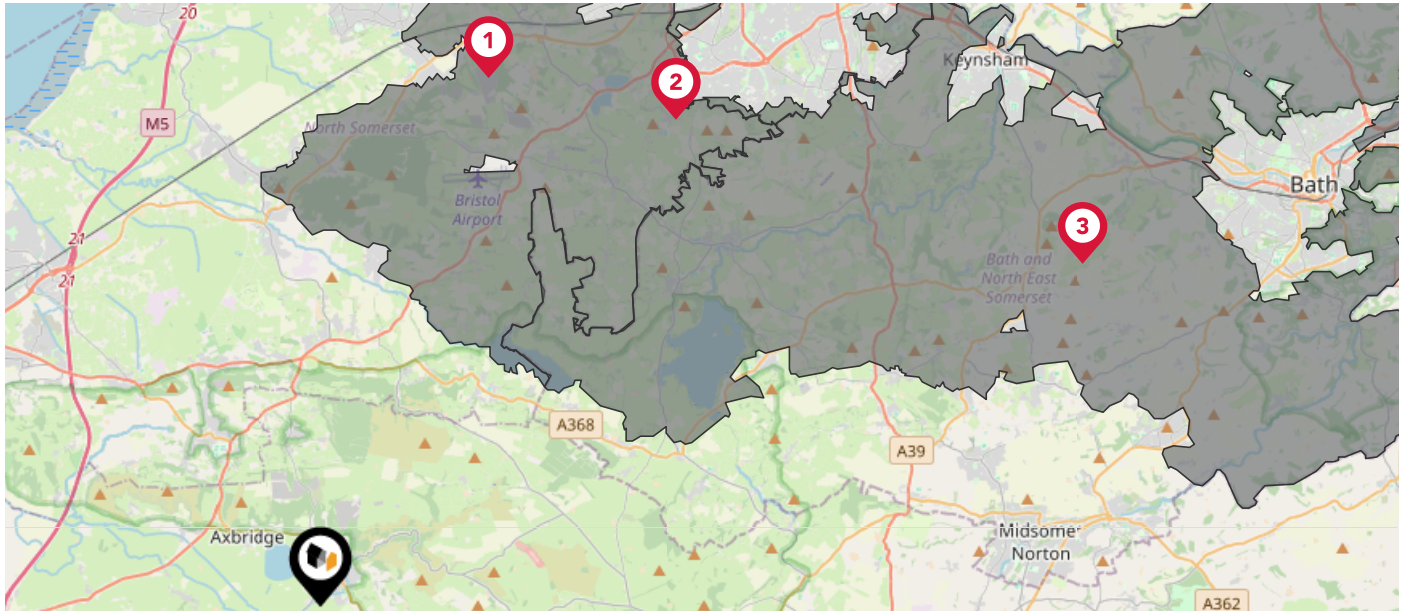 20
1
2
Keynsham
M5
North Somerset
Bath
Bristol
Airport
3
21
21
Bath and
North East
Somerset
A368
A39
Axbridge
Midsomer
Norton
A362